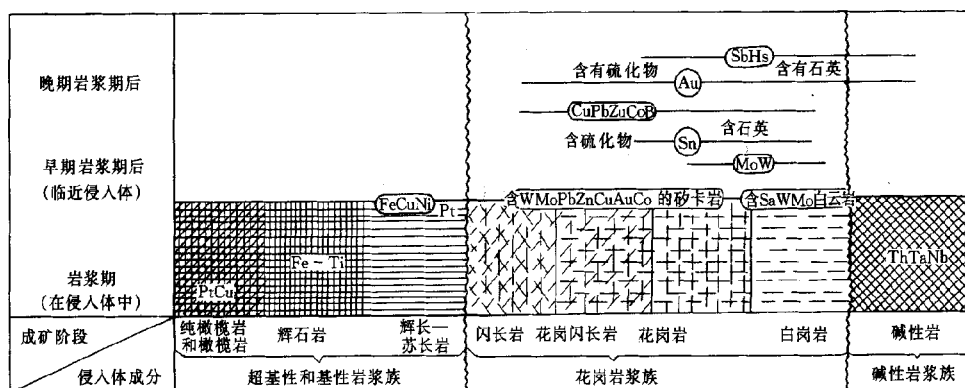 晚期岩浆期后
早期岩浆期后
(临近侵入体)
岩浆期
(在侵入体中)
SbHs
含有硫化物
Au
含有石英
CuPbZuCoB
含硫化物
Sn
含石英
MoW
FeCuNi
Pt
含WMoPbZnCuAuCo 的矽卡岩
含SaWMo白云岩
Fe-Ti
PtCu
ThTaNb
成矿阶段
侵入体成分
纯橄榄岩
和橄榄岩
辉石岩
辉长—
苏长岩
闪长岩
花岗闪长岩
花岗岩
白岗岩
碱性岩
超基性和基性岩浆族
花岗岩浆族
碱性岩浆族